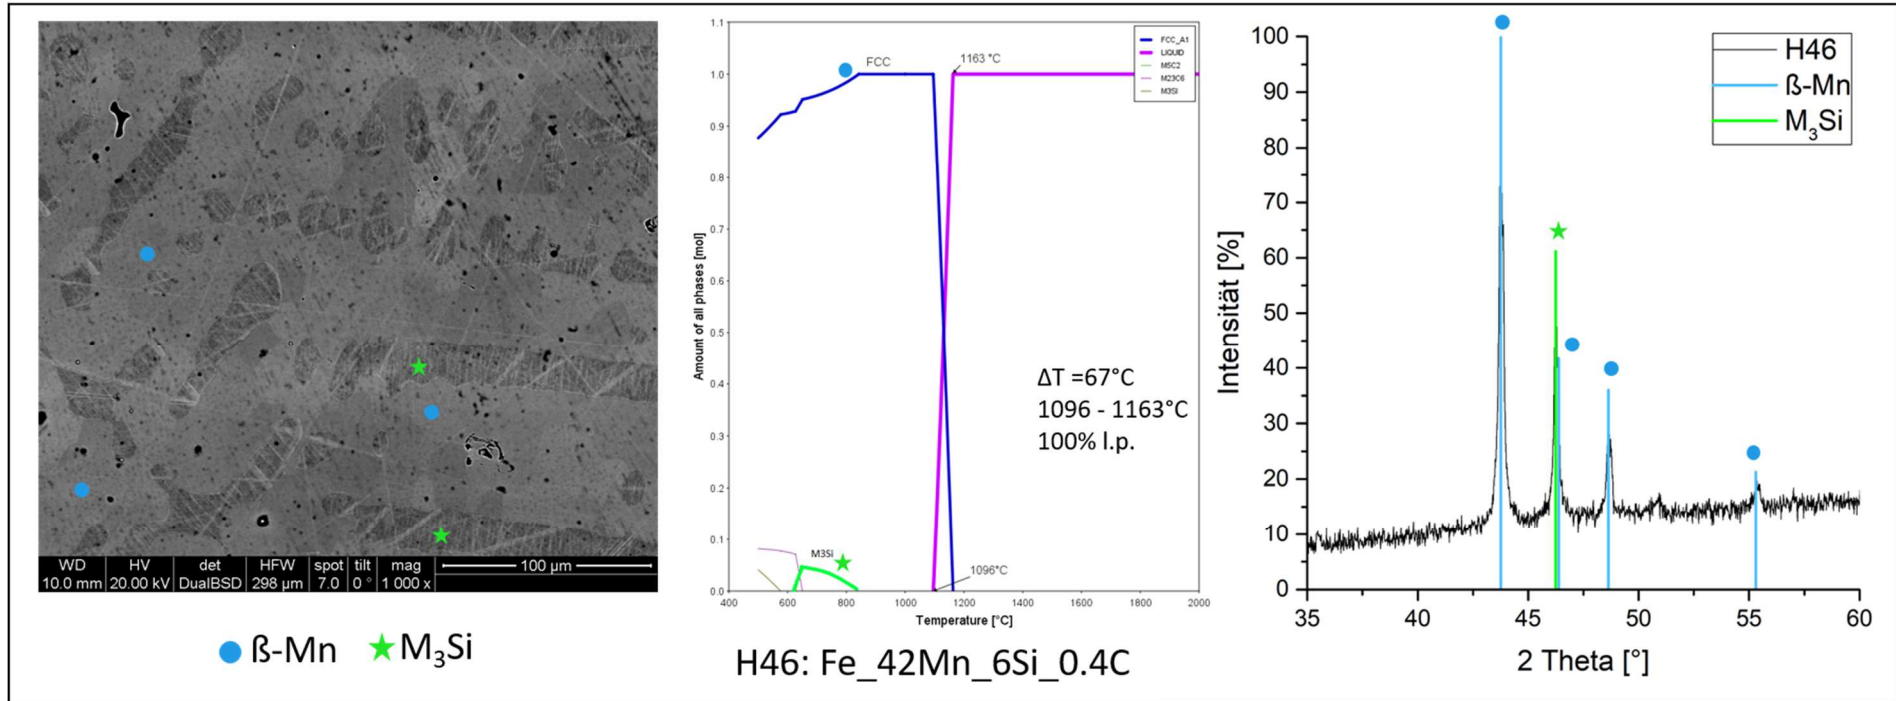 WD HV det HFW spot tilt mag 100 µm
10.0 mm 20.00 kV DualBSD 298 µm 7.0 0 ° 1 000 x
ß-Mn M3Si
1.1
1.0
0.9
0.8
0.7
0.6
0.5
0.4
0.3
0.2
0.1
0.0
Amount of all phases [mol]
FCC
1163 °C
FCC_A1
LIQUID
M5C2
M23C6
M3SI
ΔT =67°C
1096 - 1163°C
100% l.p.
M3Si
1096°C
400 600 800 1000 1200 1400 1600 1800 2000
Temperature [°C]
H46: Fe_42Mn_6Si_0.4C
100
90
80
70
60
50
40
30
20
10
0
Intensität [%]
H46
ß-Mn
M3Si
35 40 45 50 55 60
2 Theta [°]